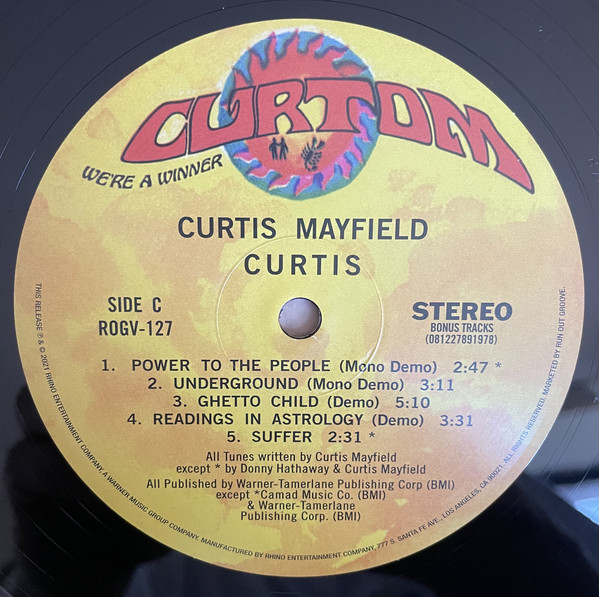 CURTOM
WE'RE A WINNER
CURTIS MAYFIELD
CURTIS
SIDE C
ROGV-127
STEREO
BONUS TRACKS
(081227891978)
1. POWER TO THE PEOPLE (Mono Demo) 2:47 *
2. UNDERGROUND (Mono Demo) 3:11
3. GHETTO CHILD (Demo) 5:10
4. READINGS IN ASTROLOGY (Demo) 3:31
5. SUFFER 2:31 *
All Tunes written by Curtis Mayfield
except * by Donny Hathaway & Curtis Mayfield
All Published by Warner-Tamerlane Publishing Corp (BMI)
except *Camad Music Co. (BMI)
& Warner-Tamerlane
Publishing Corp. (BMI)
THIS RELEASE ℗ & © 2021 RHINO ENTERTAINMENT COMPANY, A WARNER MUSIC GROUP COMPANY. MANUFACTURED BY RHINO ENTERTAINMENT COMPANY, 777 S. SANTA FE AVE., LOS ANGELES, CA 90021. ALL RIGHTS RESERVED. MARKETED BY RUN OUT GROOVE.